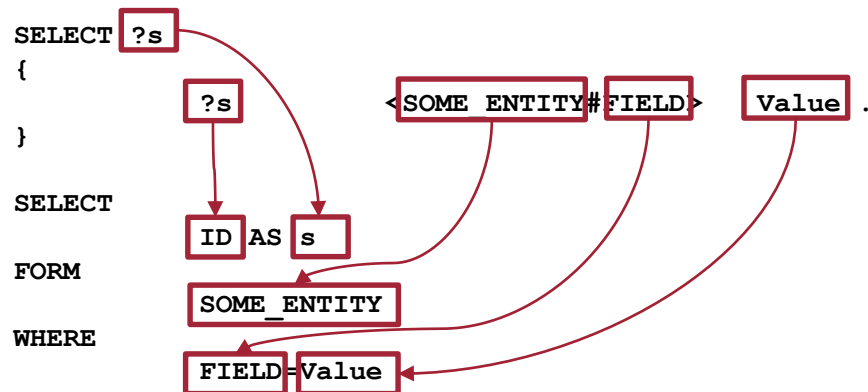 SELECT ?s
{
?s <SOME_ENTITY#FIELD> Value .
}
SELECT
ID AS s
FORM
SOME_ENTITY
WHERE
FIELD=Value